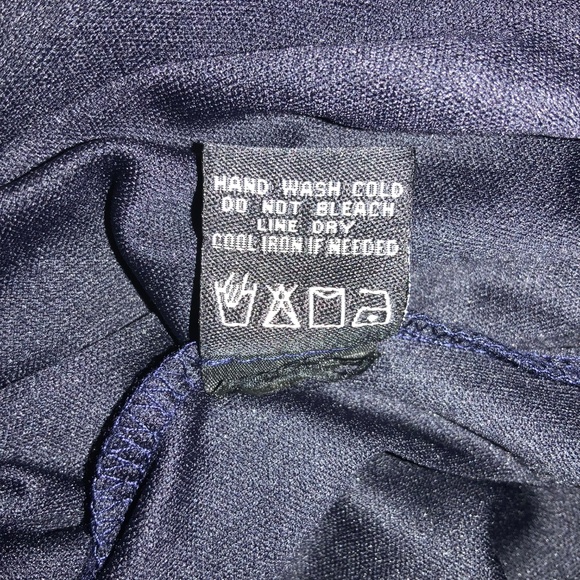 HAND WASH COLD
DO NOT BLEACH
LINE DRY
COOL IRON IF NEEDED